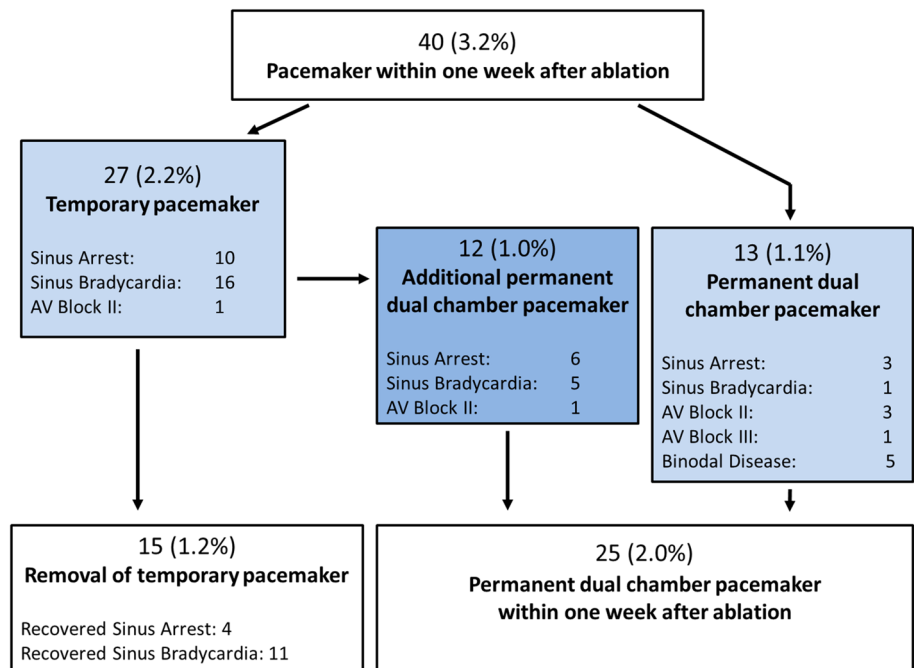 40 (3.2%)
Pacemaker within one week after ablation
27 (2.2%)
Temporary pacemaker
Sinus Arrest: 10
Sinus Bradycardia: 16
AV Block II: 1
12 (1.0%)
Additional permanent
dual chamber pacemaker
Sinus Arrest: 6
Sinus Bradycardia: 5
AV Block II: 1
13 (1.1%)
Permanent dual
chamber pacemaker
Sinus Arrest: 3
Sinus Bradycardia: 1
AV Block II: 3
AV Block III: 1
Binodal Disease: 5
15 (1.2%)
Removal of temporary pacemaker
Recovered Sinus Arrest: 4
Recovered Sinus Bradycardia: 11
25 (2.0%)
Permanent dual chamber pacemaker
within one week after ablation